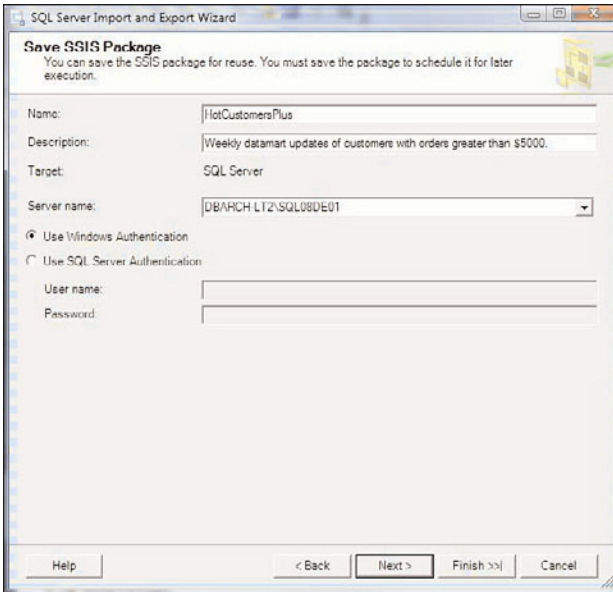 SQL Server Import and Export Wizard
Save SSIS Package
You can save the SSIS package for reuse. You must save the package to schedule it for later
execution.
Name: HotCustomersPlus
Description: Weekly datamart updates of customers with orders greater than $5000.
Target: SQL Server
Server name: DBARCH-LT2\SQL08DE01
Use Windows Authentication
Use SQL Server Authentication
User name:
Password
Help < Back Next > Finish >>| Cancel